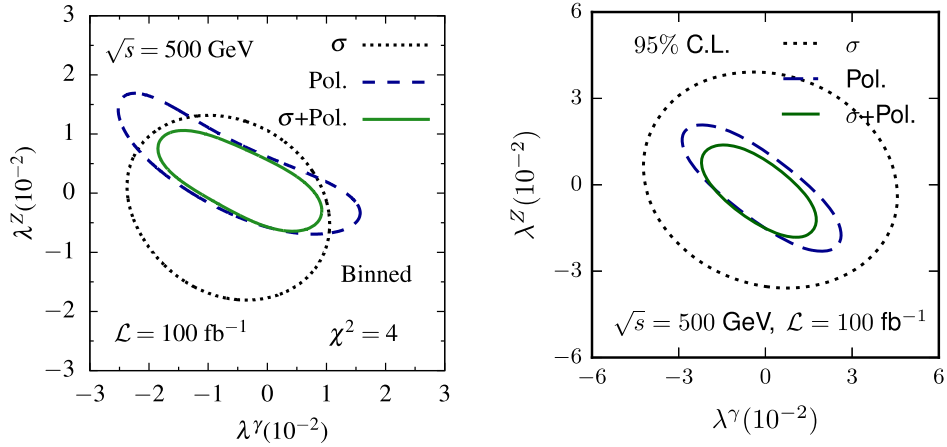 √s = 500 GeV
σ
Pol.
σ+Pol.
Binned
ℒ = 100 fb⁻¹
χ² = 4
3
2
1
0
−1
−2
−3
−3 −2 −1 0 1 2 3
λ^Z(10⁻²)
λ^γ(10⁻²)
95% C.L.
σ
Pol.
σ+Pol.
√s = 500 GeV, ℒ = 100 fb⁻¹
6
3
0
−3
−6
−6 −3 0 3 6
λ^Z(10⁻²)
λ^γ(10⁻²)